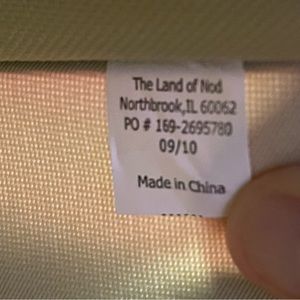 The Land of Nod
Northbrook,IL 60062
PO # 169-2695780
09/10
Made in China